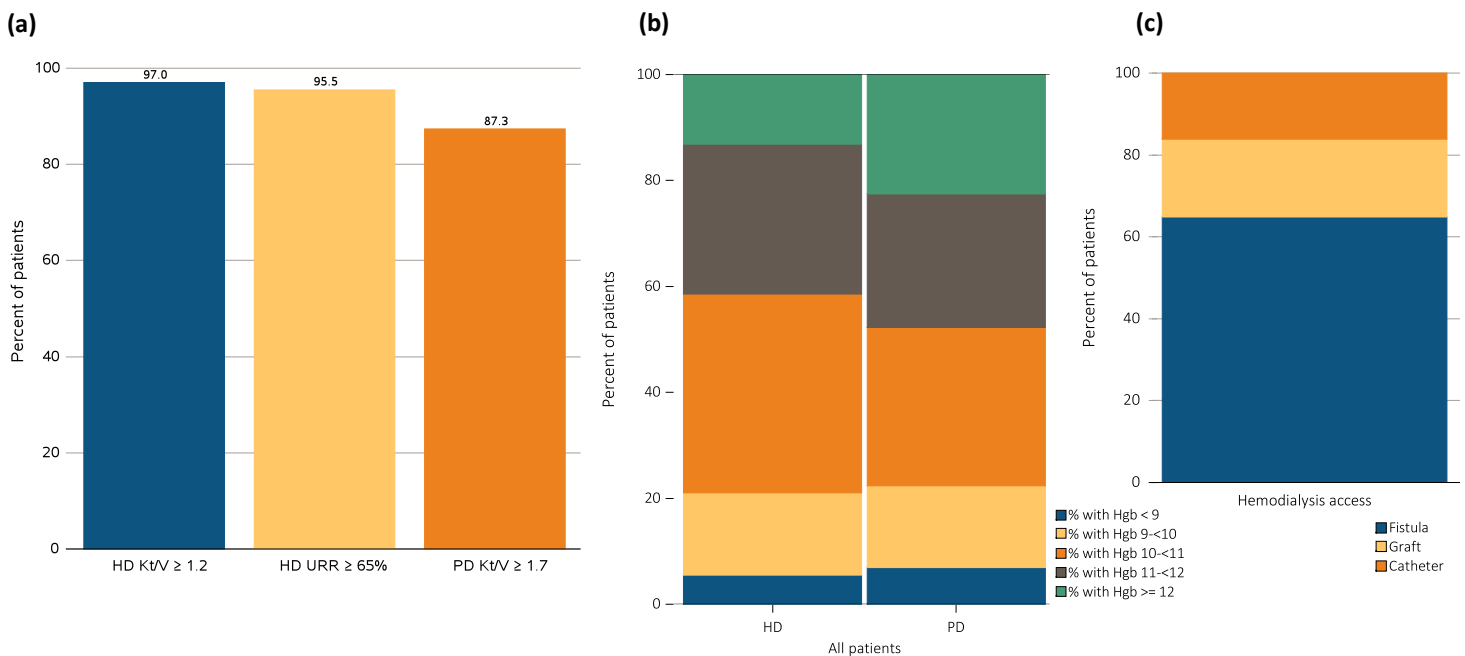 (a)
Percent of patients
100
80
60
40
20
0
97.0
95.5
87.3
HD Kt/V ≥ 1.2
HD URR ≥ 65%
PD Kt/V ≥ 1.7
(b)
Percent of patients
100
80
60
40
20
0
HD
PD
All patients
% with Hgb < 9
% with Hgb 9-<10
% with Hgb 10-<11
% with Hgb 11-<12
% with Hgb >= 12
(c)
Percent of patients
100
80
60
40
20
0
Hemodialysis access
Fistula
Graft
Catheter